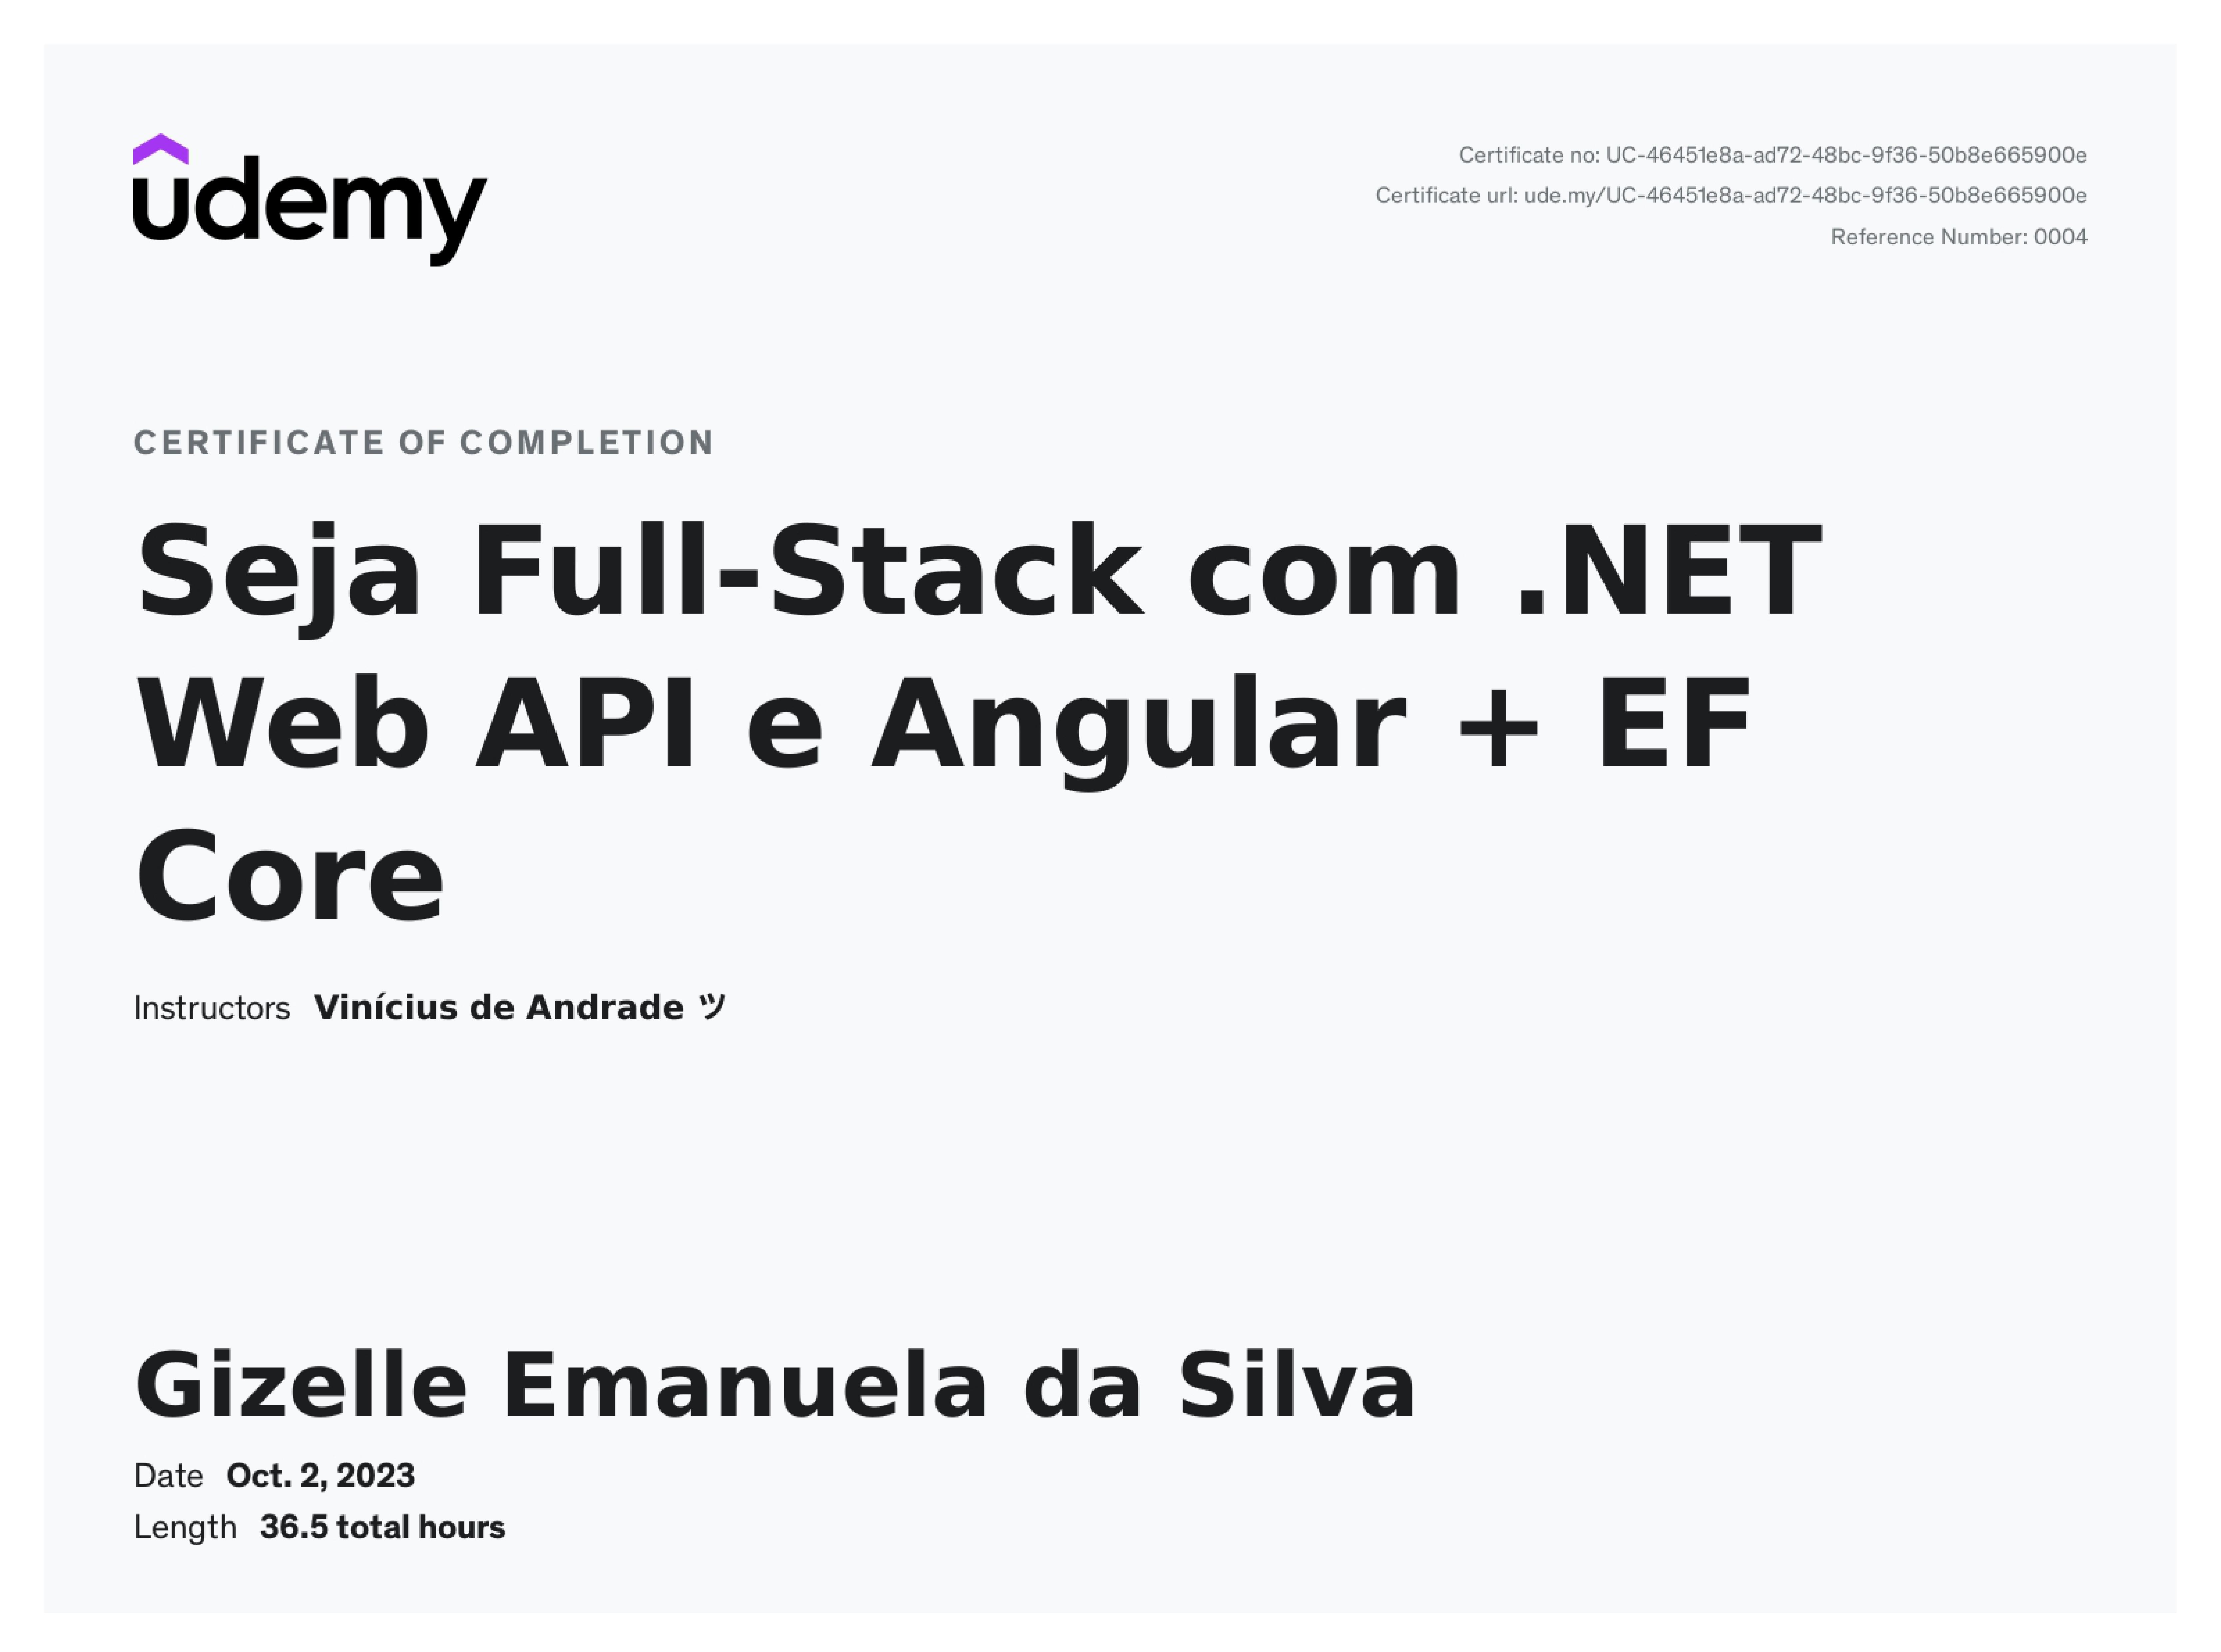 udemy
Certificate no: UC-46451e8a-ad72-48bc-9f36-50b8e665900e
Certificate url: ude.my/UC-46451e8a-ad72-48bc-9f36-50b8e665900e
Reference Number: 0004
CERTIFICATE OF COMPLETION
Seja Full-Stack com .NET
Web API e Angular + EF
Core
Instructors Vinícius de Andrade ツ
Gizelle Emanuela da Silva
Date Oct. 2, 2023
Length 36.5 total hours